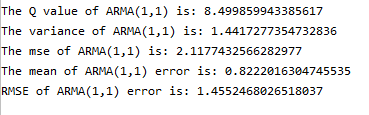 The Q value of ARMA(1,1) is: 8.499859943385617
The variance of ARMA(1,1) is: 1.4417277354732836
The mse of ARMA(1,1) is: 2.1177432566282977
The mean of ARMA(1,1) error is: 0.8222016304745535
RMSE of ARMA(1,1) error is: 1.4552468026518037